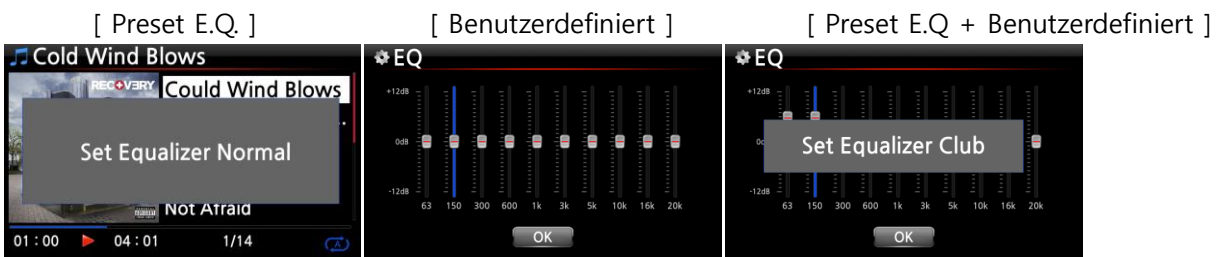 [ Preset E.Q. ]
[ Benutzerdefiniert ]
[ Preset E.Q + Benutzerdefiniert ]
Cold Wind Blows
RECOVERY
Could Wind Blows
..
Set Equalizer Normal
Not Afraid
01 : 00
04 : 01
1/14
A
EQ
+12dB
0dB
-12dB
63 150 300 600 1k 3k 5k 10k 16k 20k
OK
EQ
+12dB
Set Equalizer Club
-12dB
63 150 300 600 1k 3k 5k 10k 16k 20k
OK